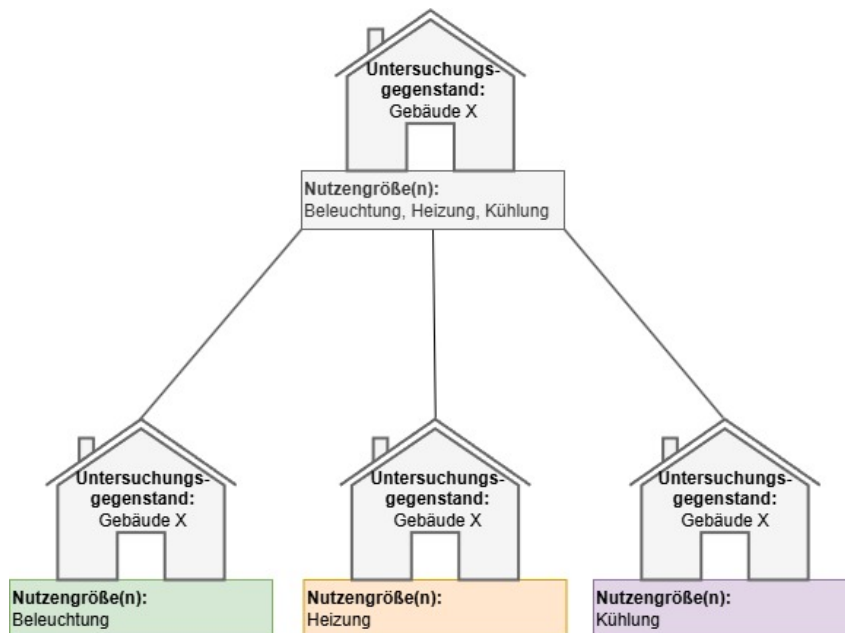 Untersuchungs-
gegenstand:
Gebäude X
Nutzengröße(n):
Beleuchtung, Heizung, Kühlung
Untersuchungs-
gegenstand:
Gebäude X
Nutzengröße(n):
Beleuchtung
Untersuchungs-
gegenstand:
Gebäude X
Nutzengröße(n):
Heizung
Untersuchungs-
gegenstand:
Gebäude X
Nutzengröße(n):
Kühlung